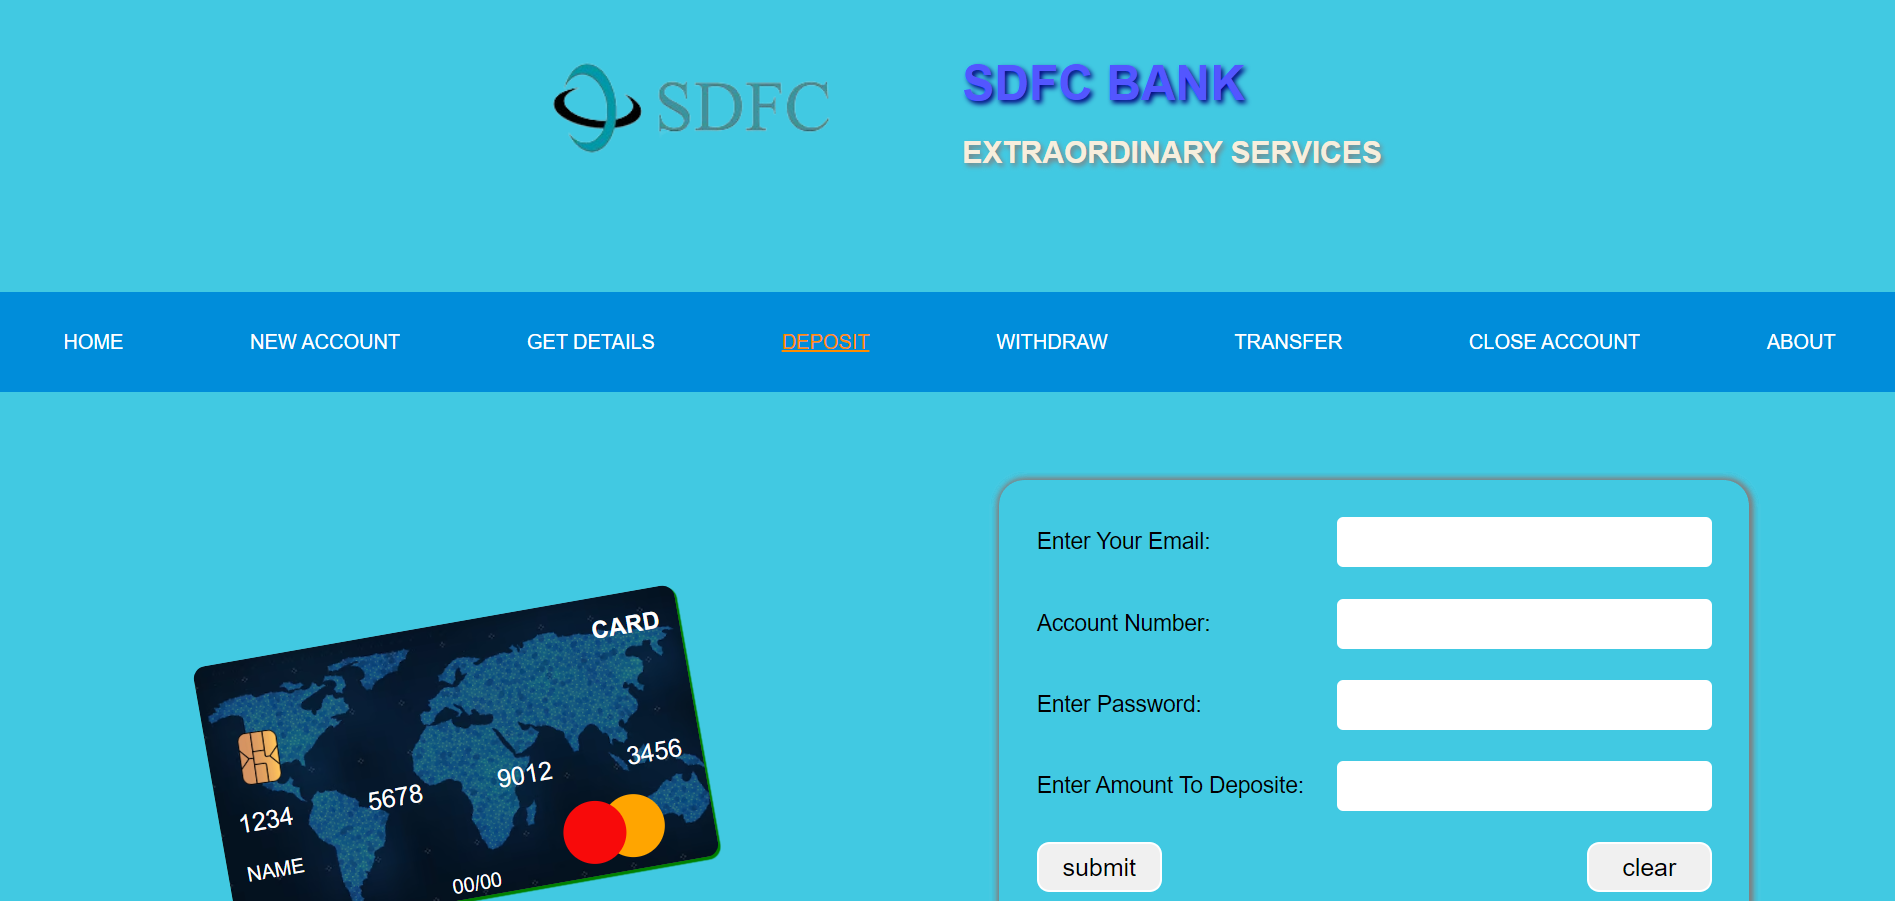 SDFC
SDFC BANK
EXTRAORDINARY SERVICES
HOME NEW ACCOUNT GET DETAILS DEPOSIT WITHDRAW TRANSFER CLOSE ACCOUNT ABOUT
CARD
1234 5678 9012 3456
NAME
00/00
Enter Your Email:
Account Number:
Enter Password:
Enter Amount To Deposite:
submit clear